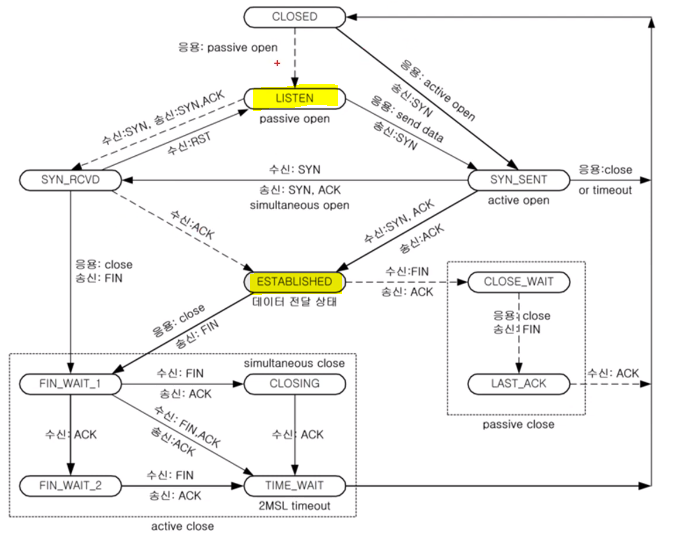 CLOSED
응용: passive open
LISTEN
passive open
응용: active open
송신:SYN
응용: send data
송신:SYN
수신:SYN, 송신:SYN,ACK
수신:RST
SYN_RCVD
수신: SYN
송신: SYN, ACK
simultaneous open
SYN_SENT
active open
응용:close
or timeout
수신:ACK
수신:SYN, ACK
송신:ACK
응용: close
송신: FIN
ESTABLISHED
데이터 전달 상태
수신:FIN
송신: ACK
CLOSE_WAIT
응용: close
송신: FIN
LAST_ACK
수신: ACK
passive close
응용: close
송신: FIN
simultaneous close
FIN_WAIT_1
수신: FIN
송신: ACK
CLOSING
수신: ACK
수신: FIN,ACK
송신:ACK
수신: ACK
FIN_WAIT_2
수신: FIN
송신: ACK
TIME_WAIT
2MSL timeout
active close